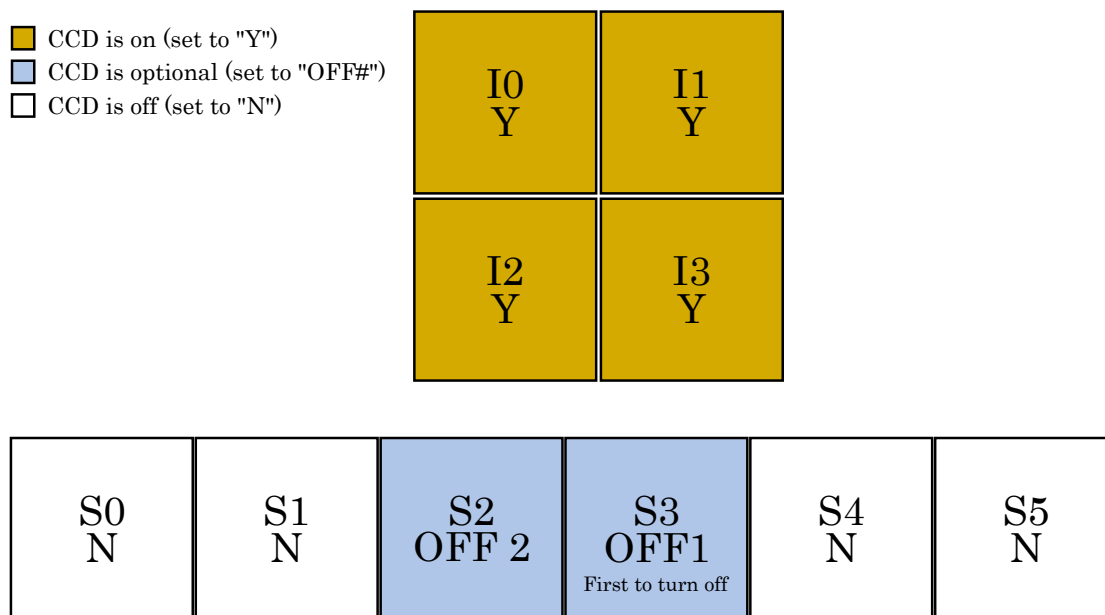 CCD is on (set to "Y")
CCD is optional (set to "OFF#")
CCD is off (set to "N")
I0
Y
I1
Y
I2
Y
I3
Y
S0
N
S1
N
S2
OFF 2
S3
OFF1
First to turn off
S4
N
S5
N